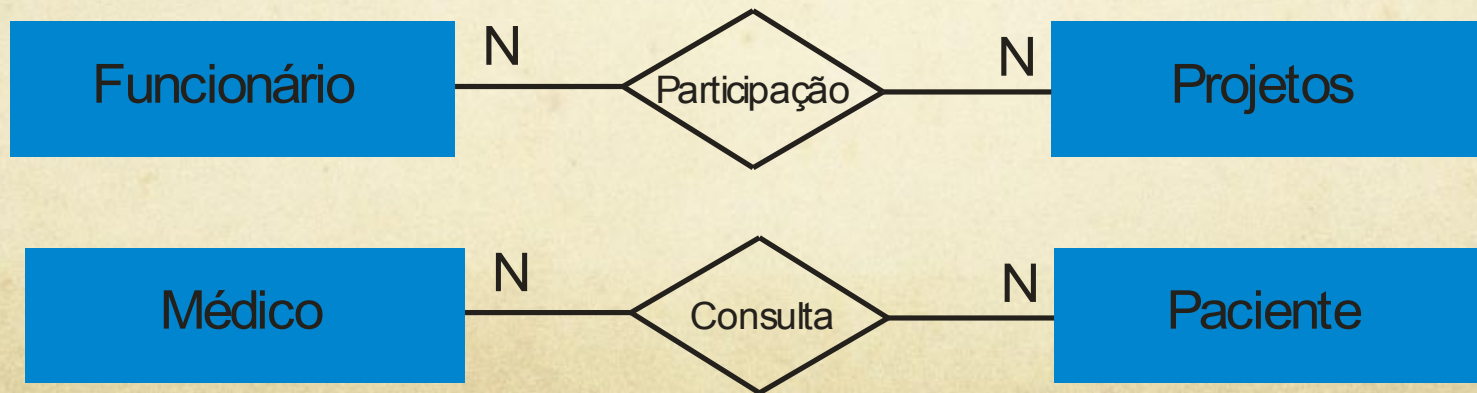 Funcionário
N
Participação
N
Projetos
Médico
N
Consulta
N
Paciente